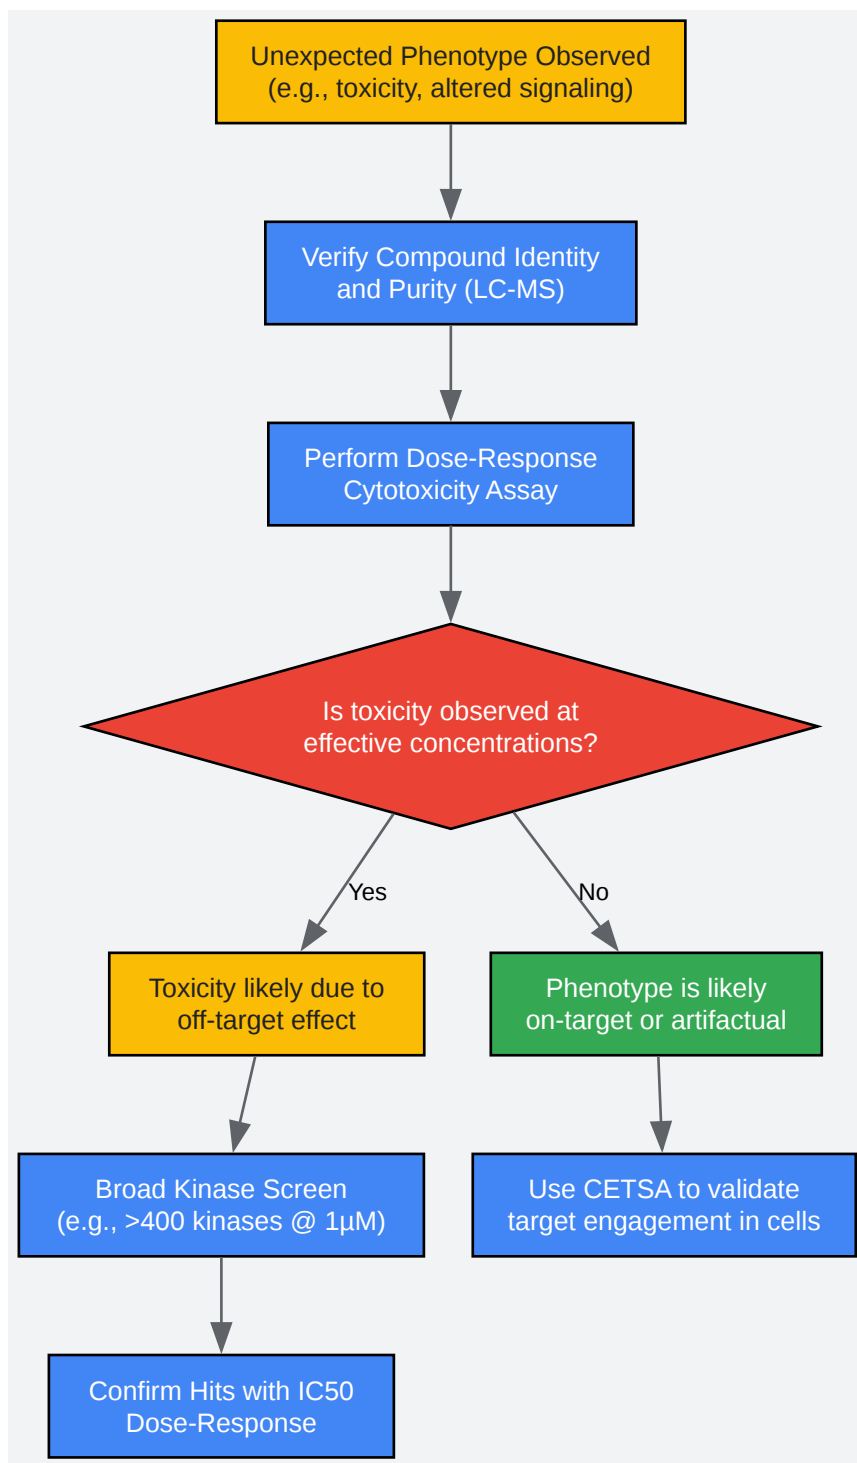 Unexpected Phenotype Observed
(e.g., toxicity, altered signaling)
Verify Compound Identity
and Purity (LC-MS)
Perform Dose-Response
Cytotoxicity Assay
Is toxicity observed at
effective concentrations?
Yes
No
Toxicity likely due to
off-target effect
Phenotype is likely
on-target or artifactual
Broad Kinase Screen
(e.g., >400 kinases @ 1µM)
Use CETSA to validate
target engagement in cells
Confirm Hits with IC50
Dose-Response